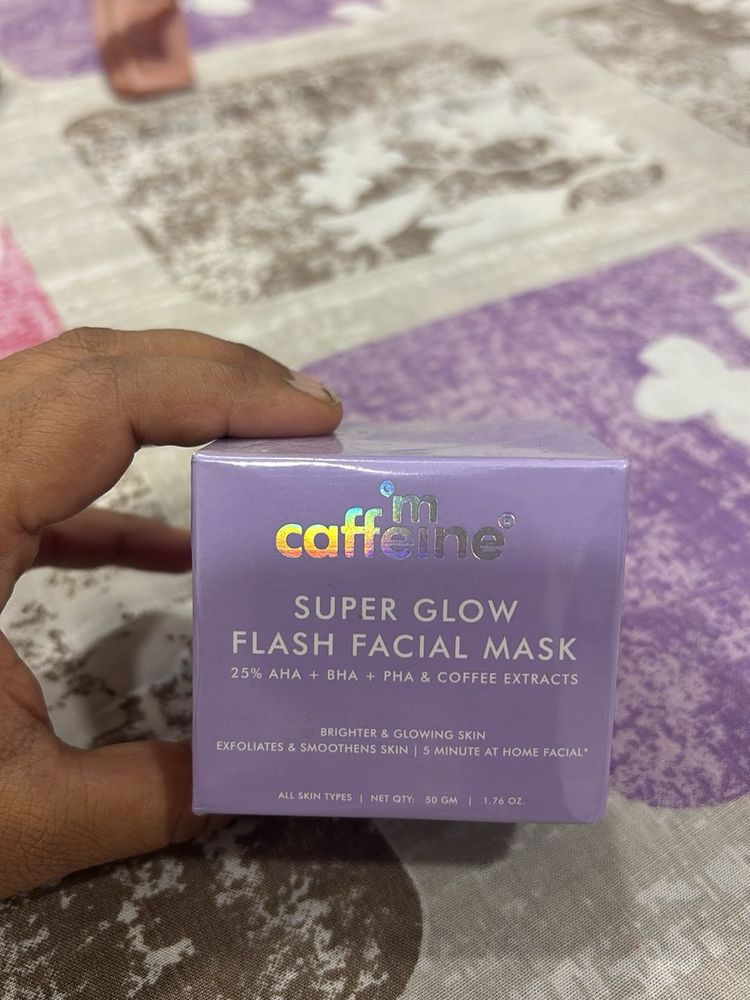 'm
caffeine®
SUPER GLOW
FLASH FACIAL MASK
25% AHA + BHA + PHA & COFFEE EXTRACTS
BRIGHTER & GLOWING SKIN
EXFOLIATES & SMOOTHENS SKIN | 5 MINUTE AT HOME FACIAL*
ALL SKIN TYPES | NET QTY: 50 GM | 1.76 OZ.